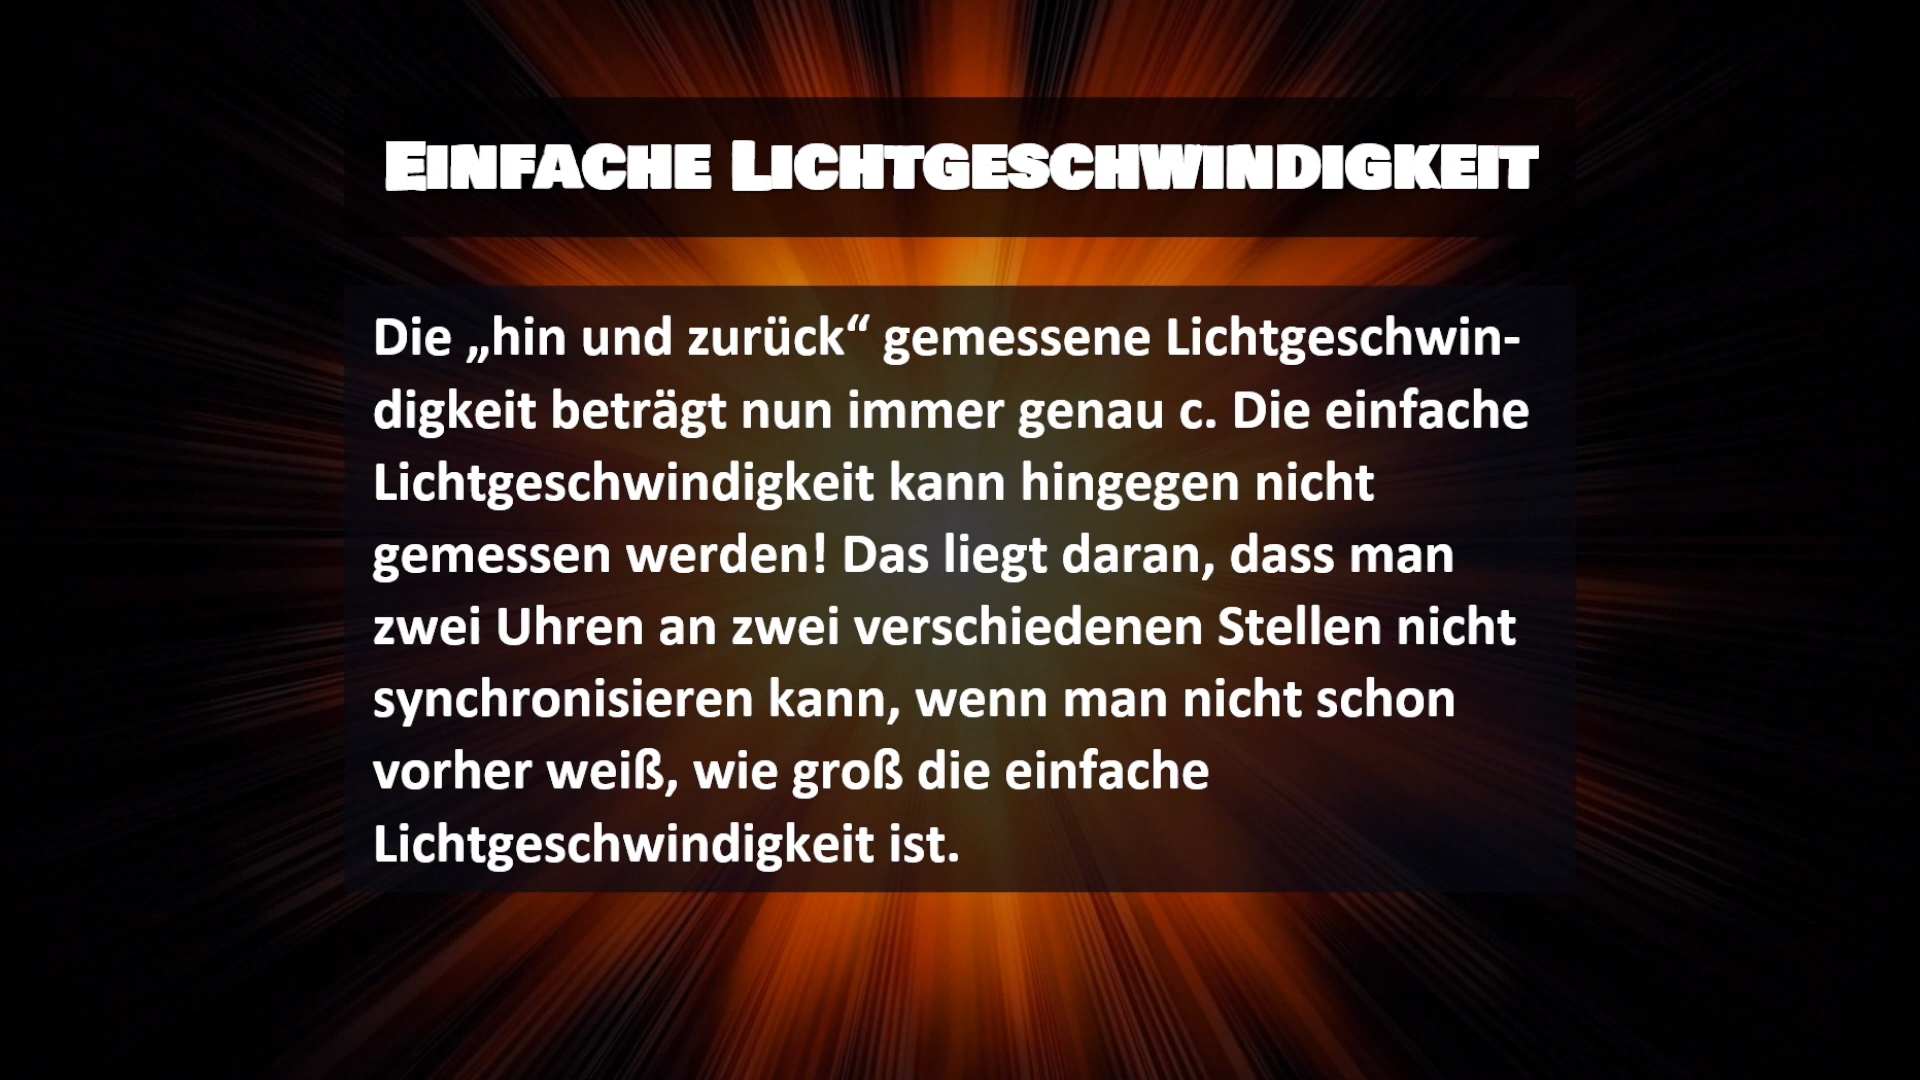 Einfache Lichtgeschwindigkeit
Die „hin und zurück“ gemessene Lichtgeschwin-
digkeit beträgt nun immer genau c. Die einfache
Lichtgeschwindigkeit kann hingegen nicht
gemessen werden! Das liegt daran, dass man
zwei Uhren an zwei verschiedenen Stellen nicht
synchronisieren kann, wenn man nicht schon
vorher weiß, wie groß die einfache
Lichtgeschwindigkeit ist.